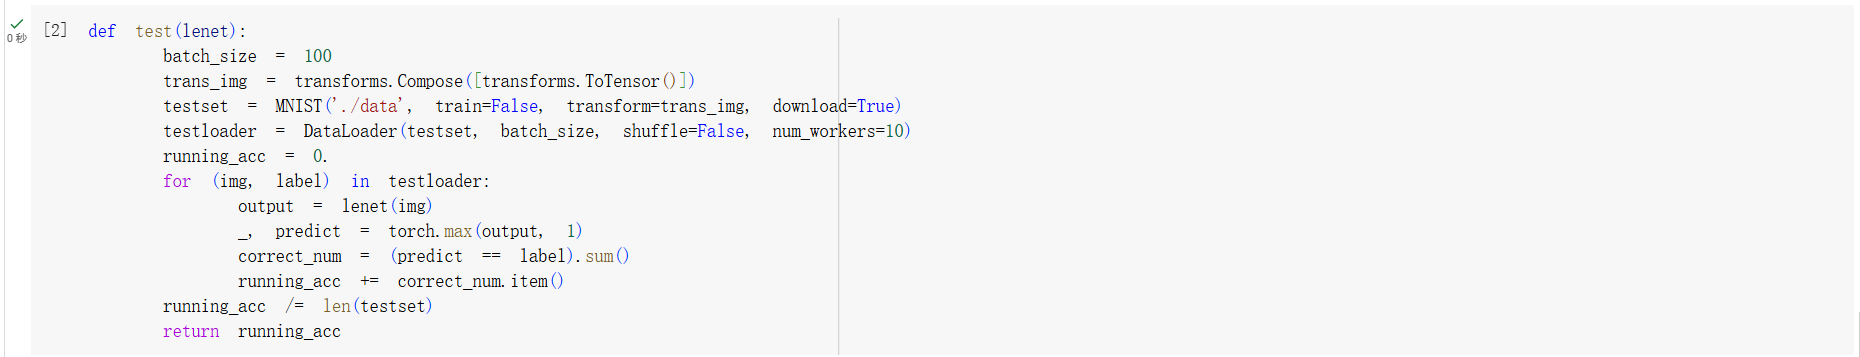 [2] def test(lenet):
0 秒
batch_size = 100
trans_img = transforms.Compose([transforms.ToTensor()])
testset = MNIST('./data', train=False, transform=trans_img, download=True)
testloader = DataLoader(testset, batch_size, shuffle=False, num_workers=10)
running_acc = 0.
for (img, label) in testloader:
output = lenet(img)
_, predict = torch.max(output, 1)
correct_num = (predict == label).sum()
running_acc += correct_num.item()
running_acc /= len(testset)
return running_acc